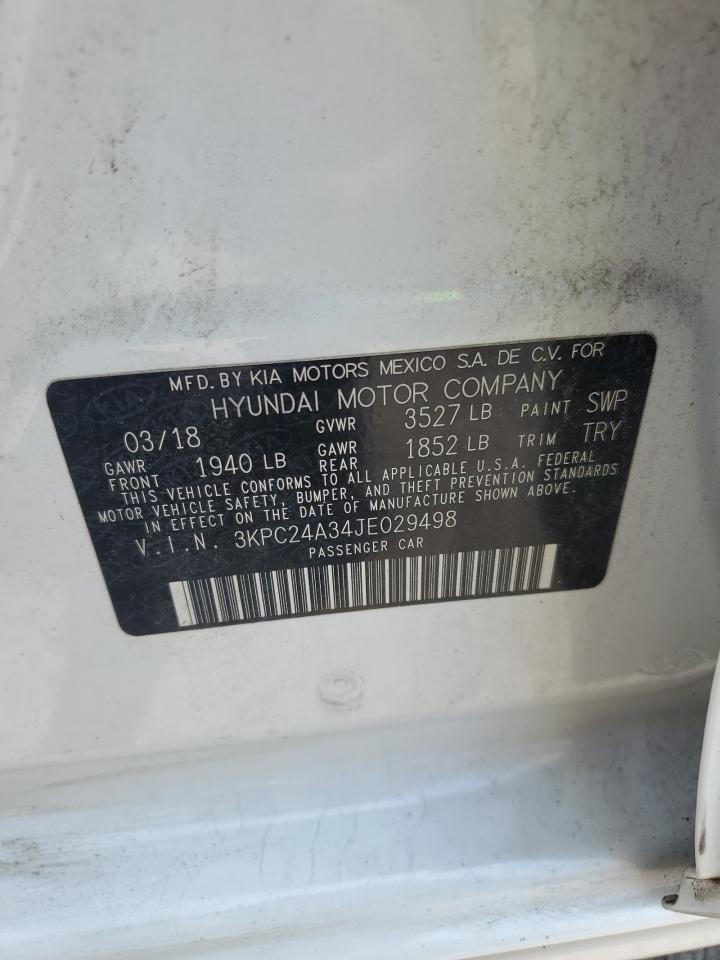 MFD. BY KIA MOTORS MEXICO S.A. DE C.V. FOR
HYUNDAI MOTOR COMPANY
03/18 GVWR 3527 LB PAINT SWP
GAWR FRONT 1940 LB GAWR REAR 1852 LB TRIM TRY
THIS VEHICLE CONFORMS TO ALL APPLICABLE U.S.A. FEDERAL
MOTOR VEHICLE SAFETY, BUMPER, AND THEFT PREVENTION STANDARDS
IN EFFECT ON THE DATE OF MANUFACTURE SHOWN ABOVE.
V.I.N. 3KPC24A34JE029498
PASSENGER CAR